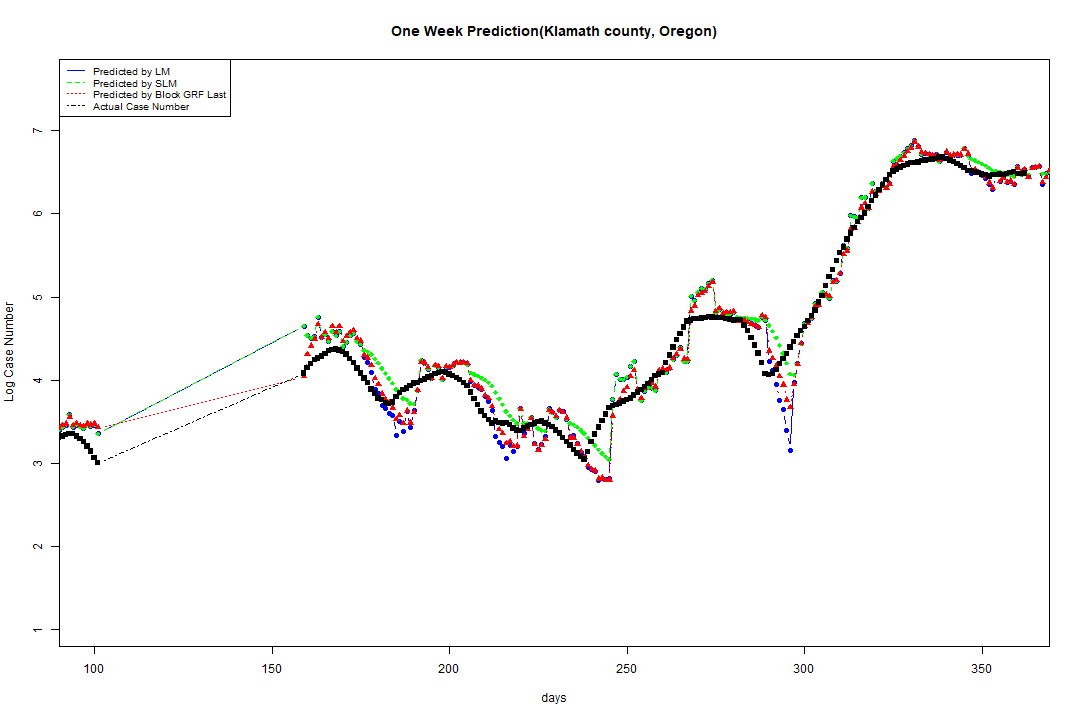 One Week Prediction(Klamath county, Oregon)
Predicted by LM
Predicted by SLM
Predicted by Block GRF Last
Actual Case Number
Log Case Number
7
6
5
4
3
2
1
100 150 200 250 300 350
days